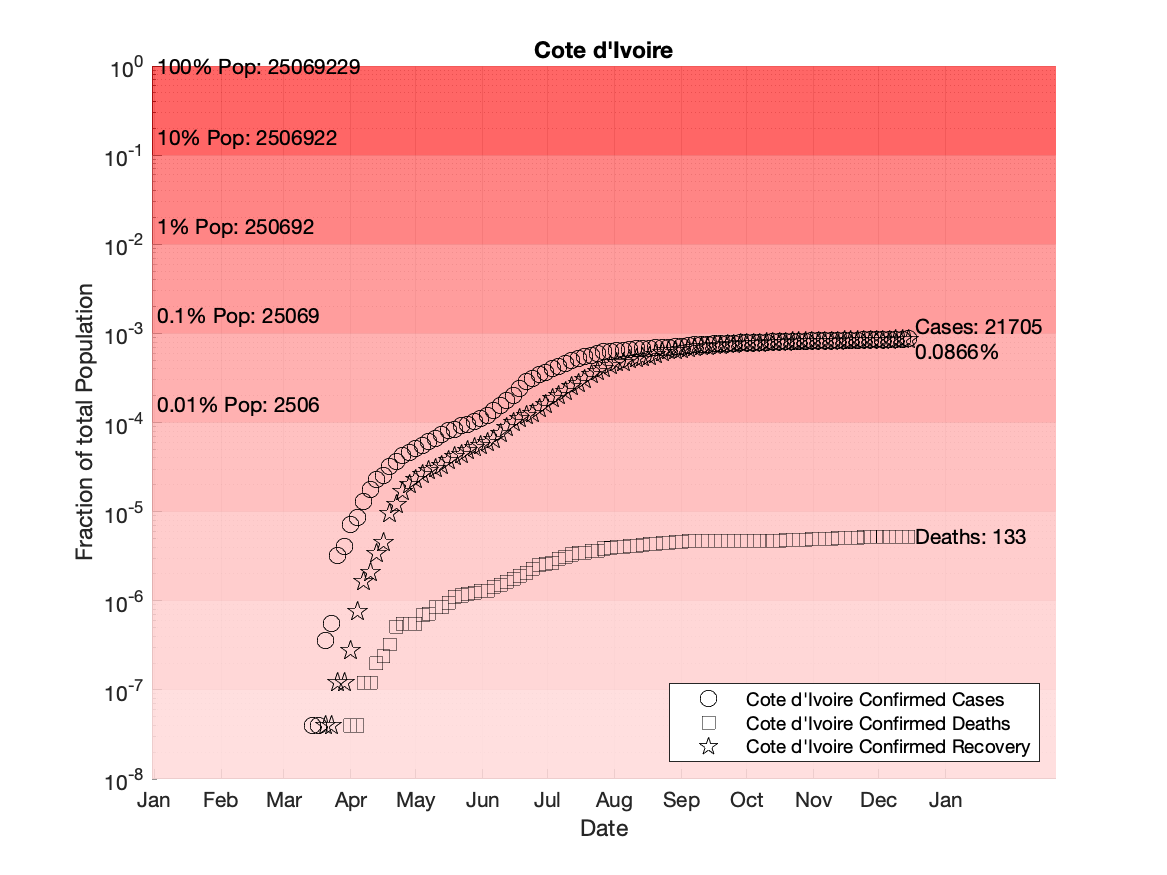 Cote d'Ivoire
10^0
100% Pop: 25069229
10% Pop: 2506922
10^-1
1% Pop: 250692
10^-2
0.1% Pop: 25069
10^-3
Cases: 21705
0.0866%
0.01% Pop: 2506
10^-4
10^-5
Deaths: 133
10^-6
10^-7
10^-8
Fraction of total Population
Cote d'Ivoire Confirmed Cases
Cote d'Ivoire Confirmed Deaths
Cote d'Ivoire Confirmed Recovery
Jan Feb Mar Apr May Jun Jul Aug Sep Oct Nov Dec Jan
Date